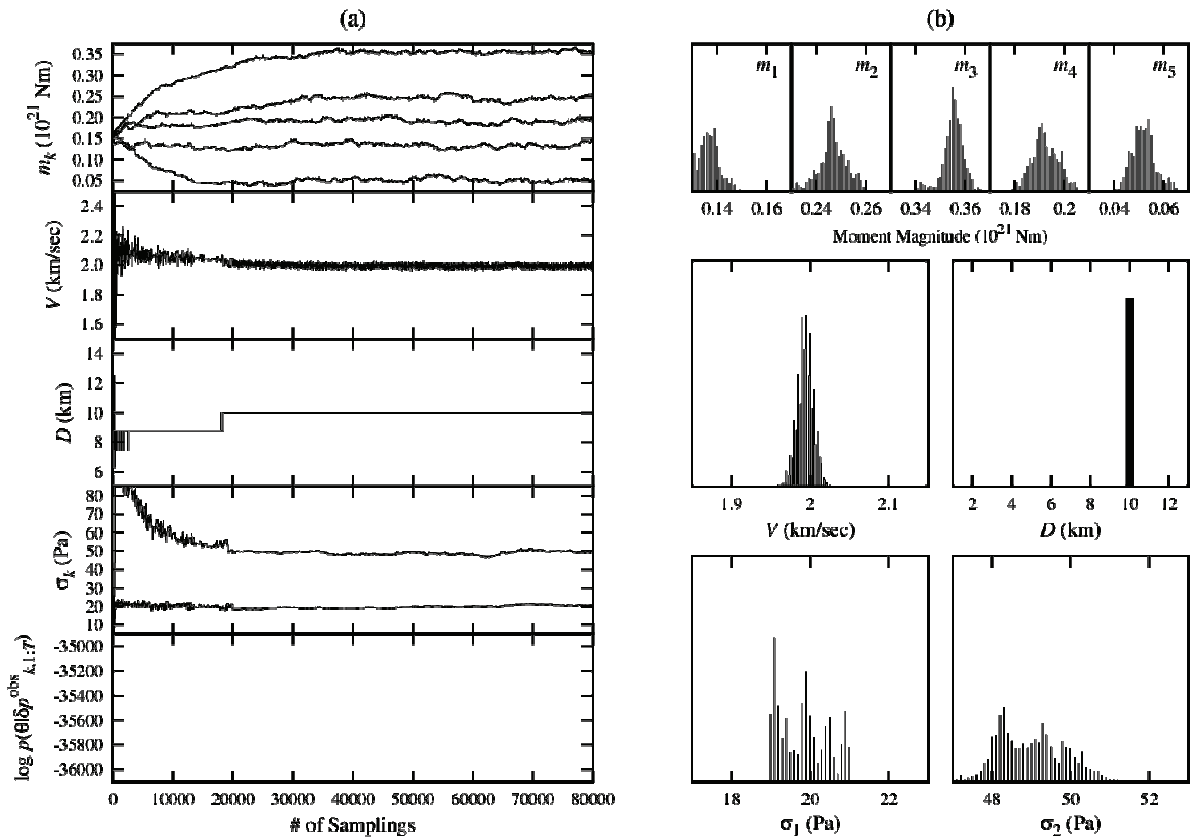 (a)
0.35
0.30
0.25
0.20
0.15
0.10
0.05
m_k (10^21 Nm)
2.4
2.2
2.0
1.8
1.6
V (km/sec)
14
12
10
8
6
D (km)
80
70
60
50
40
30
20
10
σ_k (Pa)
-35000
-35200
-35400
-35600
-35800
-36000
log p(θ|δp^obs_k,1:T)
0 10000 20000 30000 40000 50000 60000 70000 80000
# of Samplings
(b)
m_1 m_2 m_3 m_4 m_5
0.14 0.16 0.24 0.26 0.34 0.36 0.18 0.2 0.04 0.06
Moment Magnitude (10^21 Nm)
1.9 2 2.1
V (km/sec)
2 4 6 8 10 12
D (km)
18 20 22
σ_1 (Pa)
48 50 52
σ_2 (Pa)